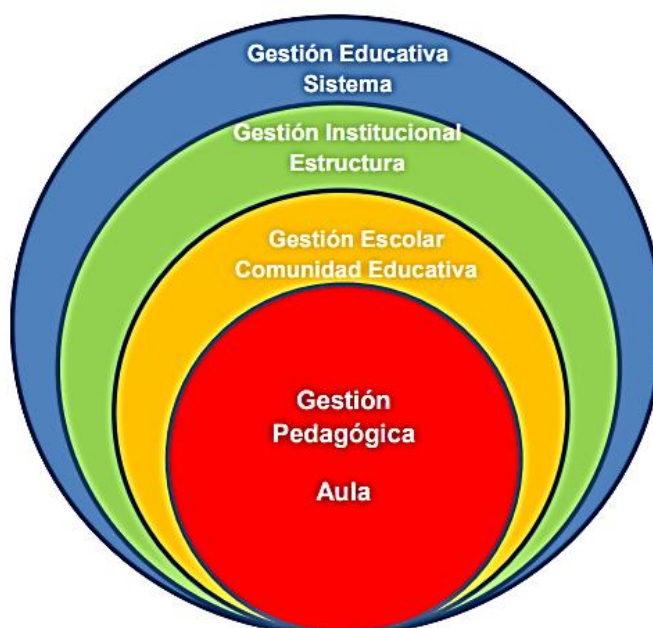 Gestión Educativa
Sistema
Gestión Institucional
Estructura
Gestión Escolar
Comunidad Educativa
Gestión
Pedagógica
Aula